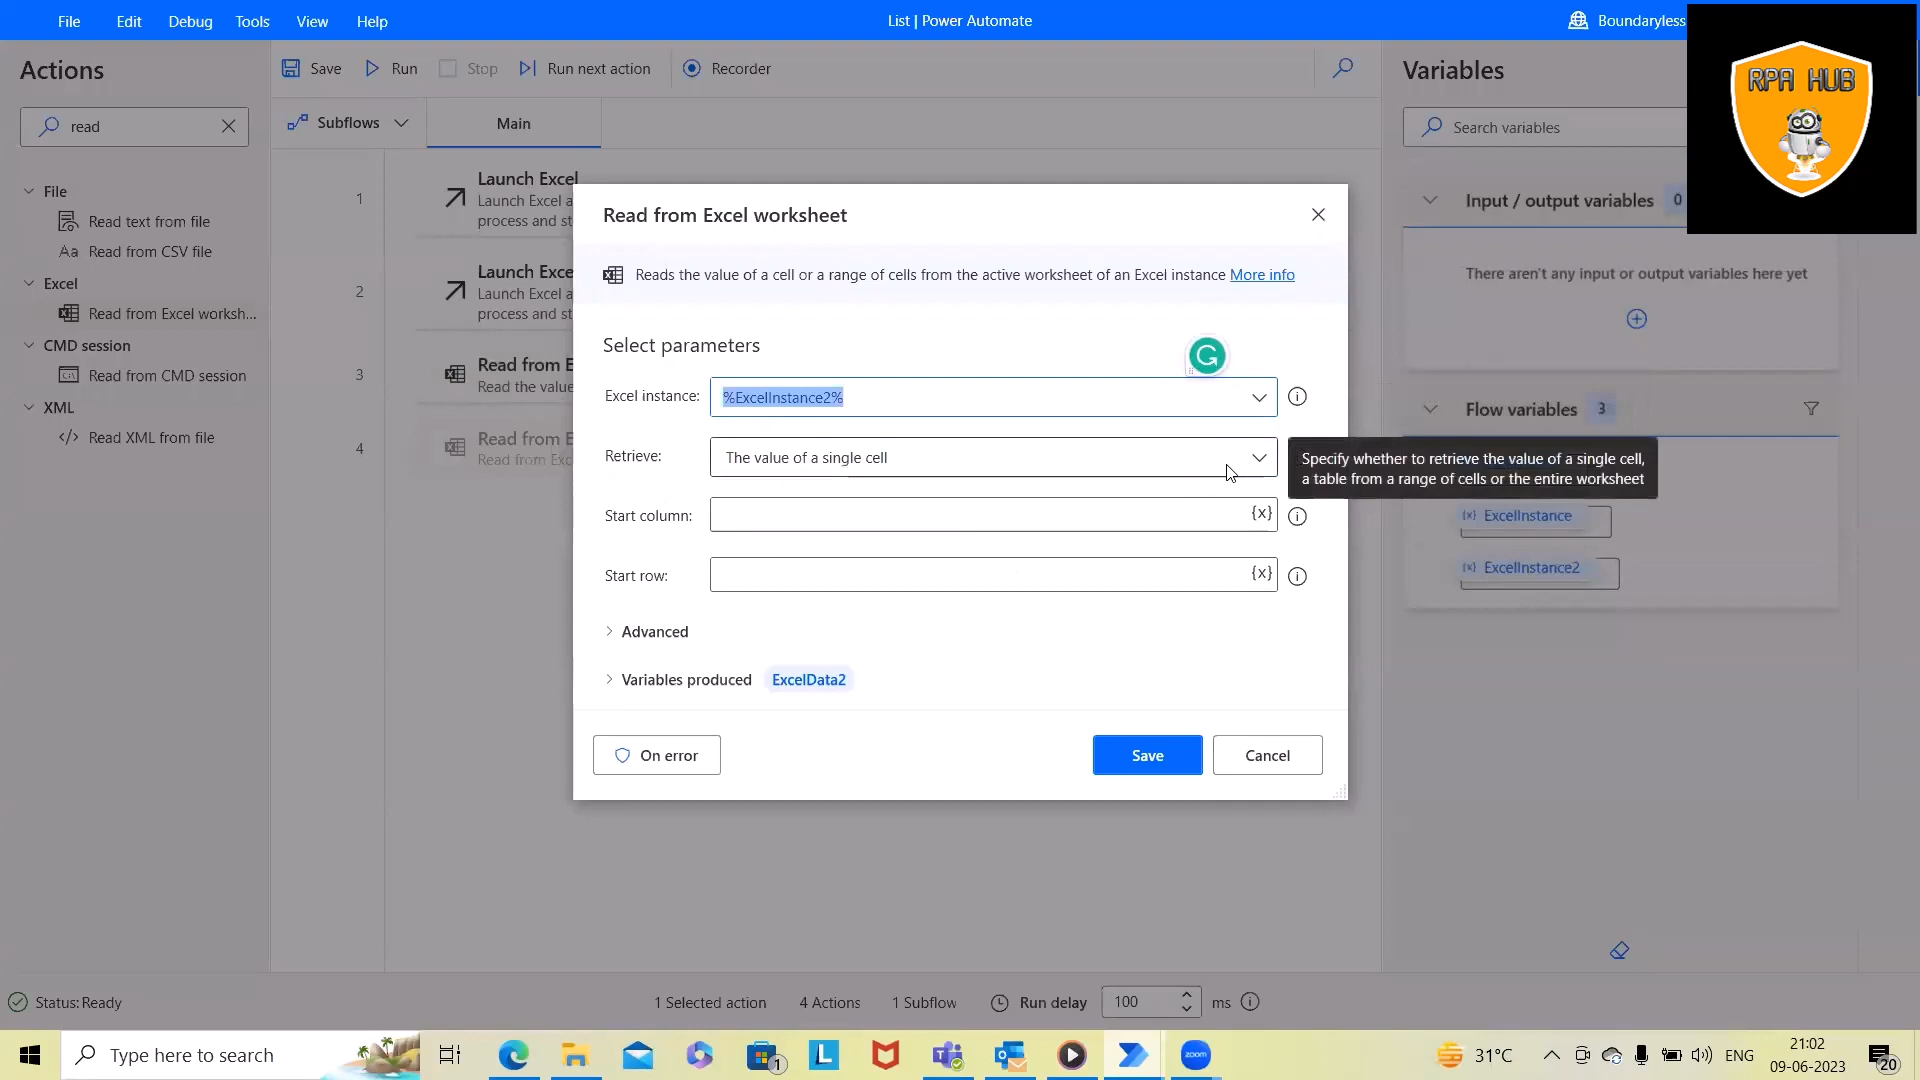 File Edit Debug Tools View Help
List | Power Automate
Boundaryless
RPA HUB
Actions
Save Run Stop Run next action Recorder
Variables
read
Subflows
Main
Search variables
File
Read text from file
Read from CSV file
Excel
Read from Excel worksh...
CMD session
Read from CMD session
XML
Read XML from file
1
Launch Excel
Launch Excel a
process and st
2
Launch Exce
Launch Excel a
process and st
3
Read from E
Read the value
4
Read from E
Read from Exc
Read from Excel worksheet
Reads the value of a cell or a range of cells from the active worksheet of an Excel instance More info
Select parameters
Excel instance: %ExcelInstance2%
Retrieve: The value of a single cell
Start column: {x}
Start row: {x}
Advanced
Variables produced ExcelData2
On error Save Cancel
Specify whether to retrieve the value of a single cell,
a table from a range of cells or the entire worksheet
Input / output variables 0
There aren't any input or output variables here yet
Flow variables 3
{x} ExcelInstance
{x} ExcelInstance2
Status: Ready 1 Selected action 4 Actions 1 Subflow Run delay 100 ms
Type here to search
1
L
zoom
31°C
ENG
21:02
09-06-2023
20